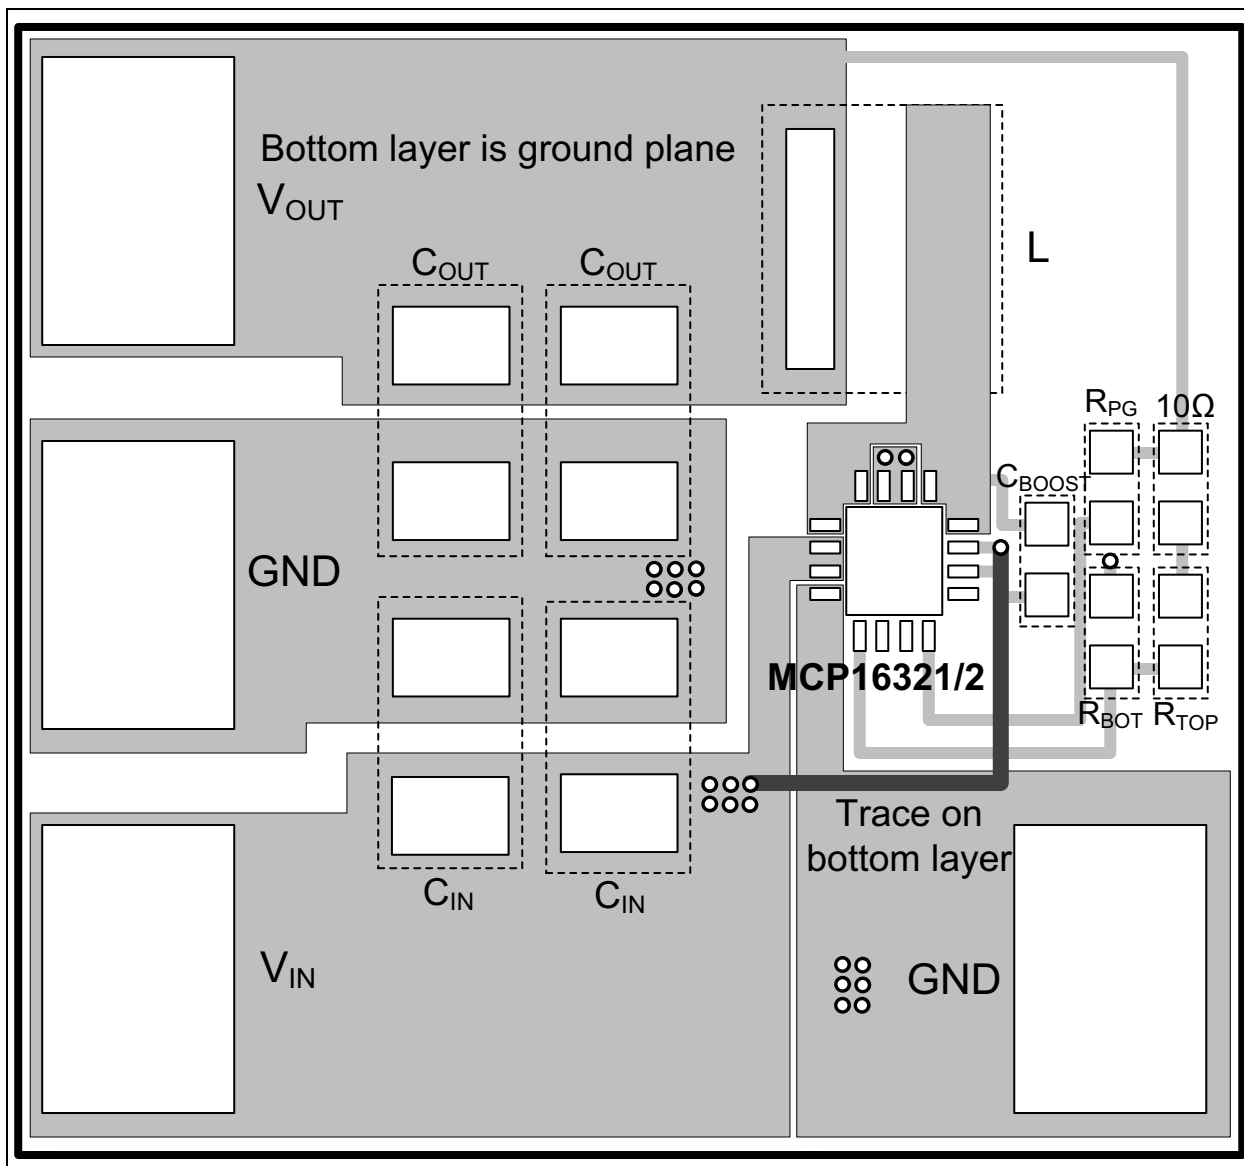 Bottom layer is ground plane
VOUT
L
COUT
COUT
RPG
10Ω
CBOOST
GND
MCP16321/2
RBOT
RTOP
Trace on
bottom layer
CIN
CIN
VIN
GND